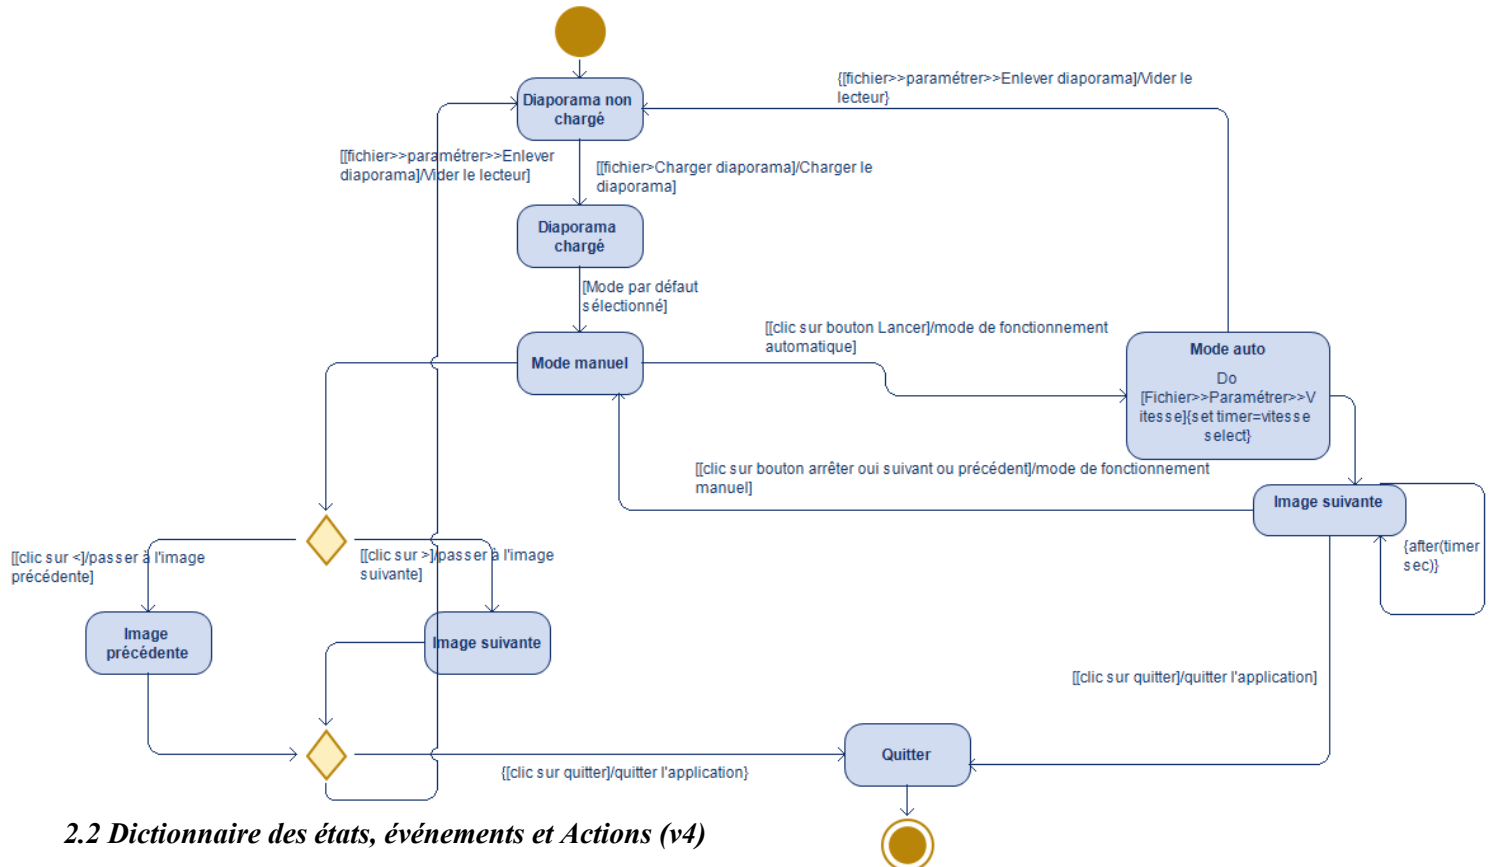 Diaporama non
chargé
{[fichier>>paramétrer>>Enlever diaporama]/Vider le
lecteur}
[[fichier>>paramétrer>>Enlever
diaporama]/Vider le lecteur]
[[fichier>Charger diaporama]/Charger le
diaporama]
Diaporama
chargé
[Mode par défaut
sélectionné]
[[clic sur bouton Lancer]/mode de fonctionnement
automatique]
Mode manuel
Mode auto
Do
[Fichier>>Paramétrer>>V
itesse]{set timer=vitesse
select}
[[clic sur bouton arrêter oui suivant ou précédent]/mode de fonctionnement
manuel]
Image suivante
{after(timer
sec)}
[[clic sur <]/passer à l'image
précédente]
[[clic sur >]/passer à l'image
suivante]
Image
précédente
Image suivante
[[clic sur quitter]/quitter l'application]
Quitter
{[clic sur quitter]/quitter l'application}
2.2 Dictionnaire des états, événements et Actions (v4)